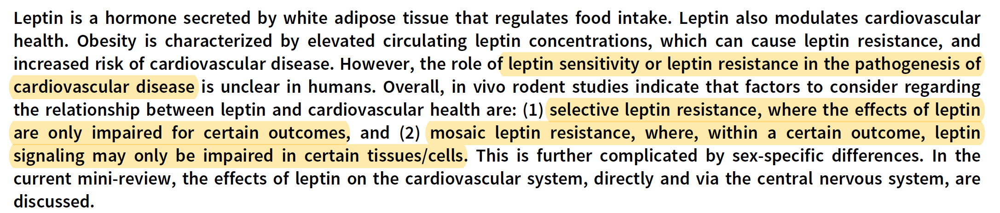 Leptin is a hormone secreted by white adipose tissue that regulates food intake. Leptin also modulates cardiovascular
health. Obesity is characterized by elevated circulating leptin concentrations, which can cause leptin resistance, and
increased risk of cardiovascular disease. However, the role of leptin sensitivity or leptin resistance in the pathogenesis of
cardiovascular disease is unclear in humans. Overall, in vivo rodent studies indicate that factors to consider regarding
the relationship between leptin and cardiovascular health are: (1) selective leptin resistance, where the effects of leptin
are only impaired for certain outcomes, and (2) mosaic leptin resistance, where, within a certain outcome, leptin
signaling may only be impaired in certain tissues/cells. This is further complicated by sex-specific differences. In the
current mini-review, the effects of leptin on the cardiovascular system, directly and via the central nervous system, are
discussed.